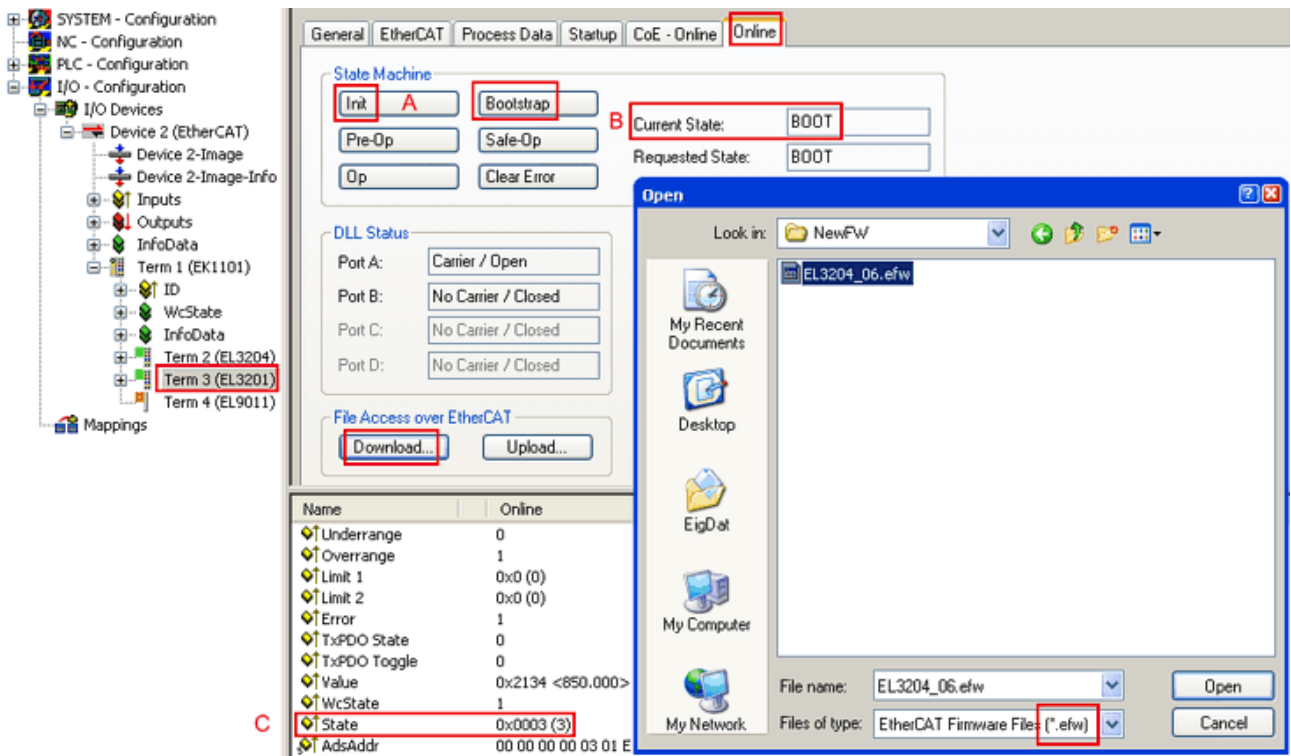 SYSTEM - Configuration
NC - Configuration
PLC - Configuration
I/O - Configuration
I/O Devices
Device 2 (EtherCAT)
Device 2-Image
Device 2-Image-Info
Inputs
Outputs
InfoData
Term 1 (EK1101)
ID
WcState
InfoData
Term 2 (EL3204)
Term 3 (EL3201)
Term 4 (EL9011)
Mappings
General EtherCAT Process Data Startup CoE - Online Online
State Machine
Init A Bootstrap
Pre-Op Safe-Op
Op Clear Error
B Current State: BOOT
Requested State: BOOT
DLL Status
Port A: Carrier / Open
Port B: No Carrier / Closed
Port C: No Carrier / Closed
Port D: No Carrier / Closed
File Access over EtherCAT
Download... Upload...
Name Online
Underrange 0
Overrange 1
Limit 1 0x0 (0)
Limit 2 0x0 (0)
Error 1
TxPDO State 0
TxPDO Toggle 0
Value 0x2134 <850.000>
WcState 1
C State 0x0003 (3)
AdsAddr 00 00 00 00 03 01 E
Open
Look in: NewFW
EL3204_06.efw
My Recent
Documents
Desktop
EigDat
My Computer
My Network
File name: EL3204_06.efw Open
Files of type: EtherCAT Firmware Files (*.efw) Cancel